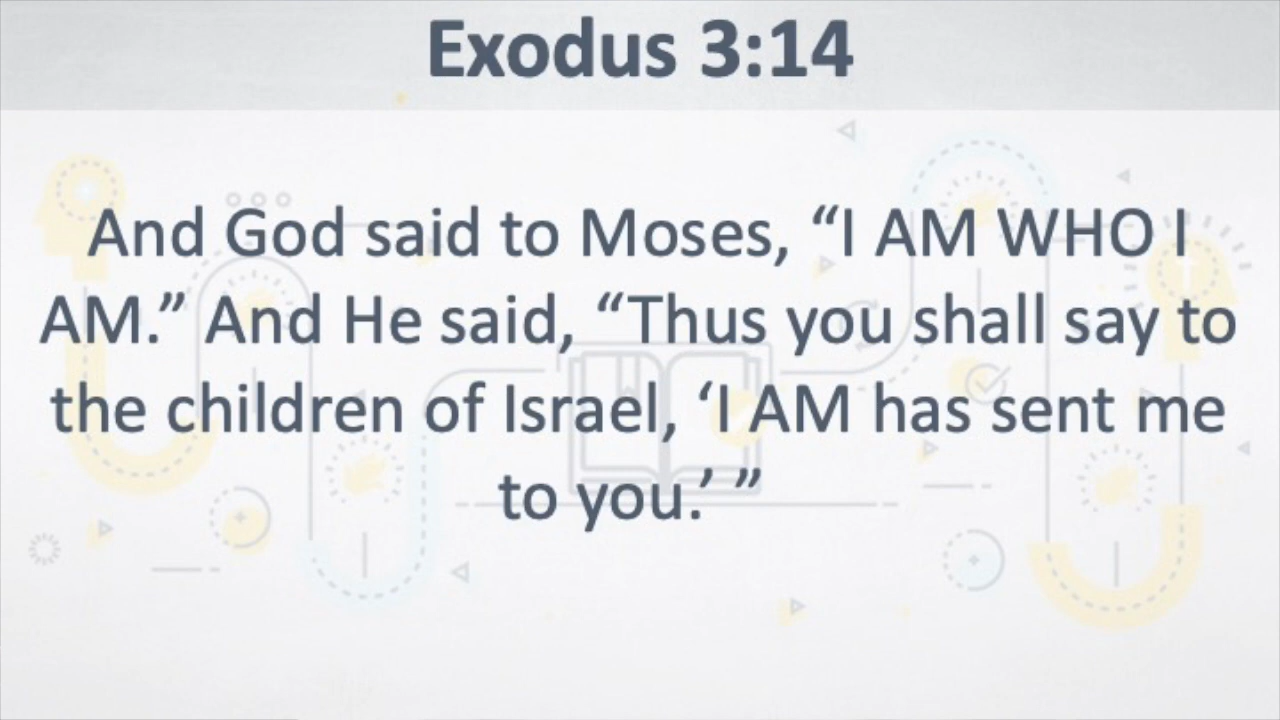 Exodus 3:14
And God said to Moses, “I AM WHO I
AM.” And He said, “Thus you shall say to
the children of Israel, ‘I AM has sent me
to you.’ ”